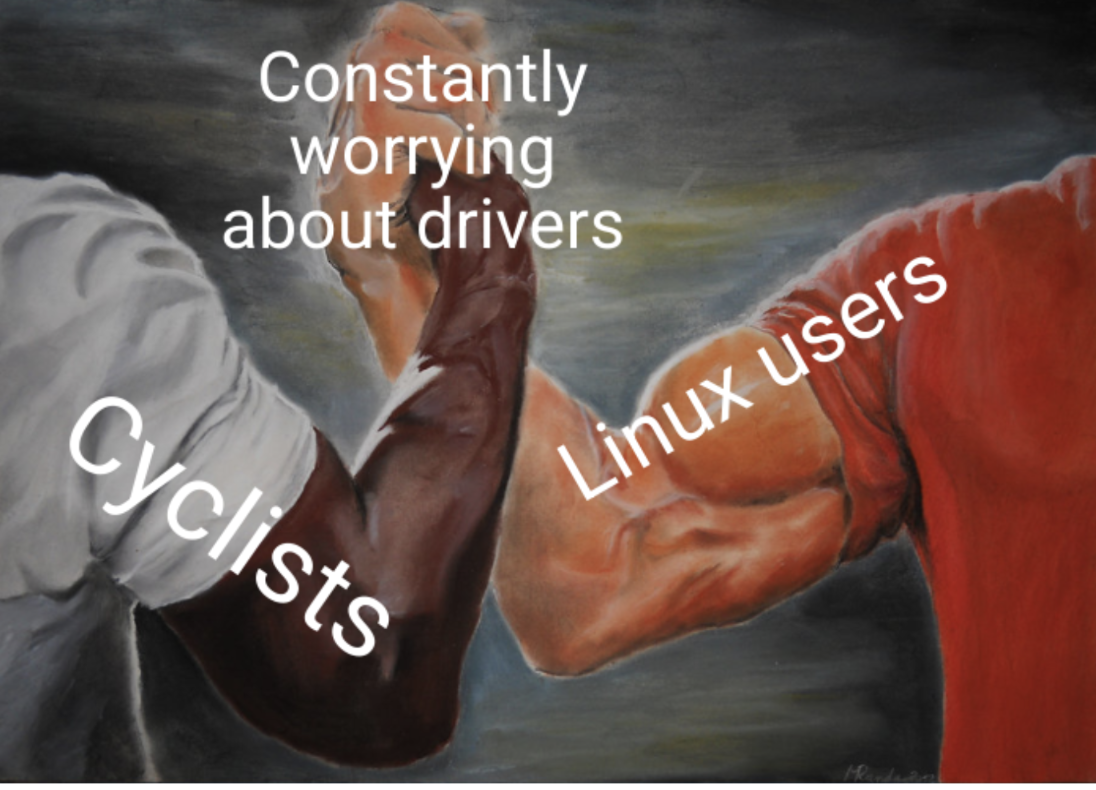 Constantly
worrying
about drivers
Linux users
Cyclists